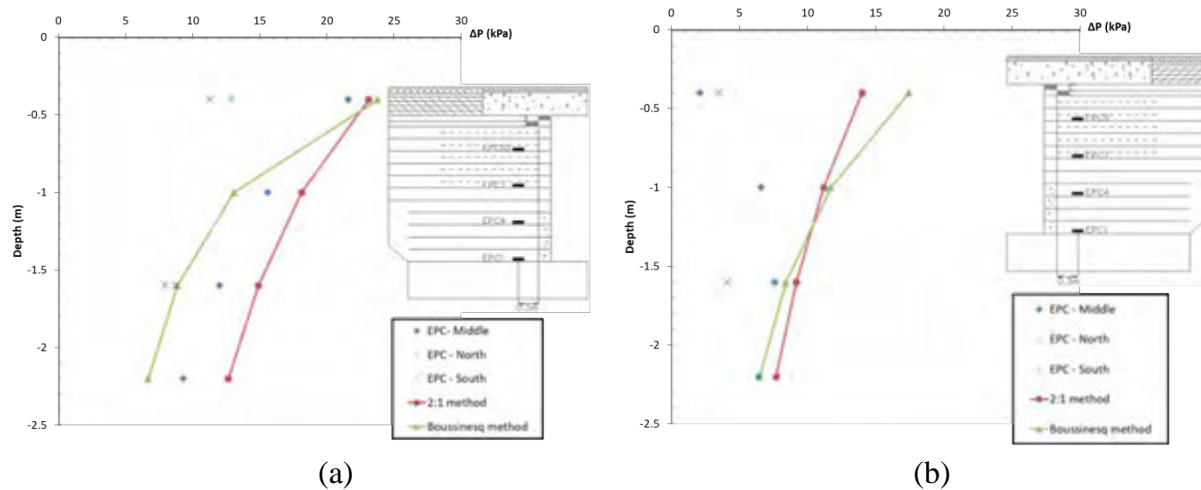 0 5 10 15 20 25 30
ΔP (kPa)
0
-0.5
-1
-1.5
-2
-2.5
Depth (m)
EPC- Middle
EPC - North
EPC - South
2:1 method
Boussinesq method
(a)
0 5 10 15 20 25 30
ΔP (kPa)
0
-0.5
-1
-1.5
-2
-2.5
Depth (m)
EPC4
EPC1
EPC - Middle
EPC - North
EPC - South
2:1 method
Boussinesq method
(b)